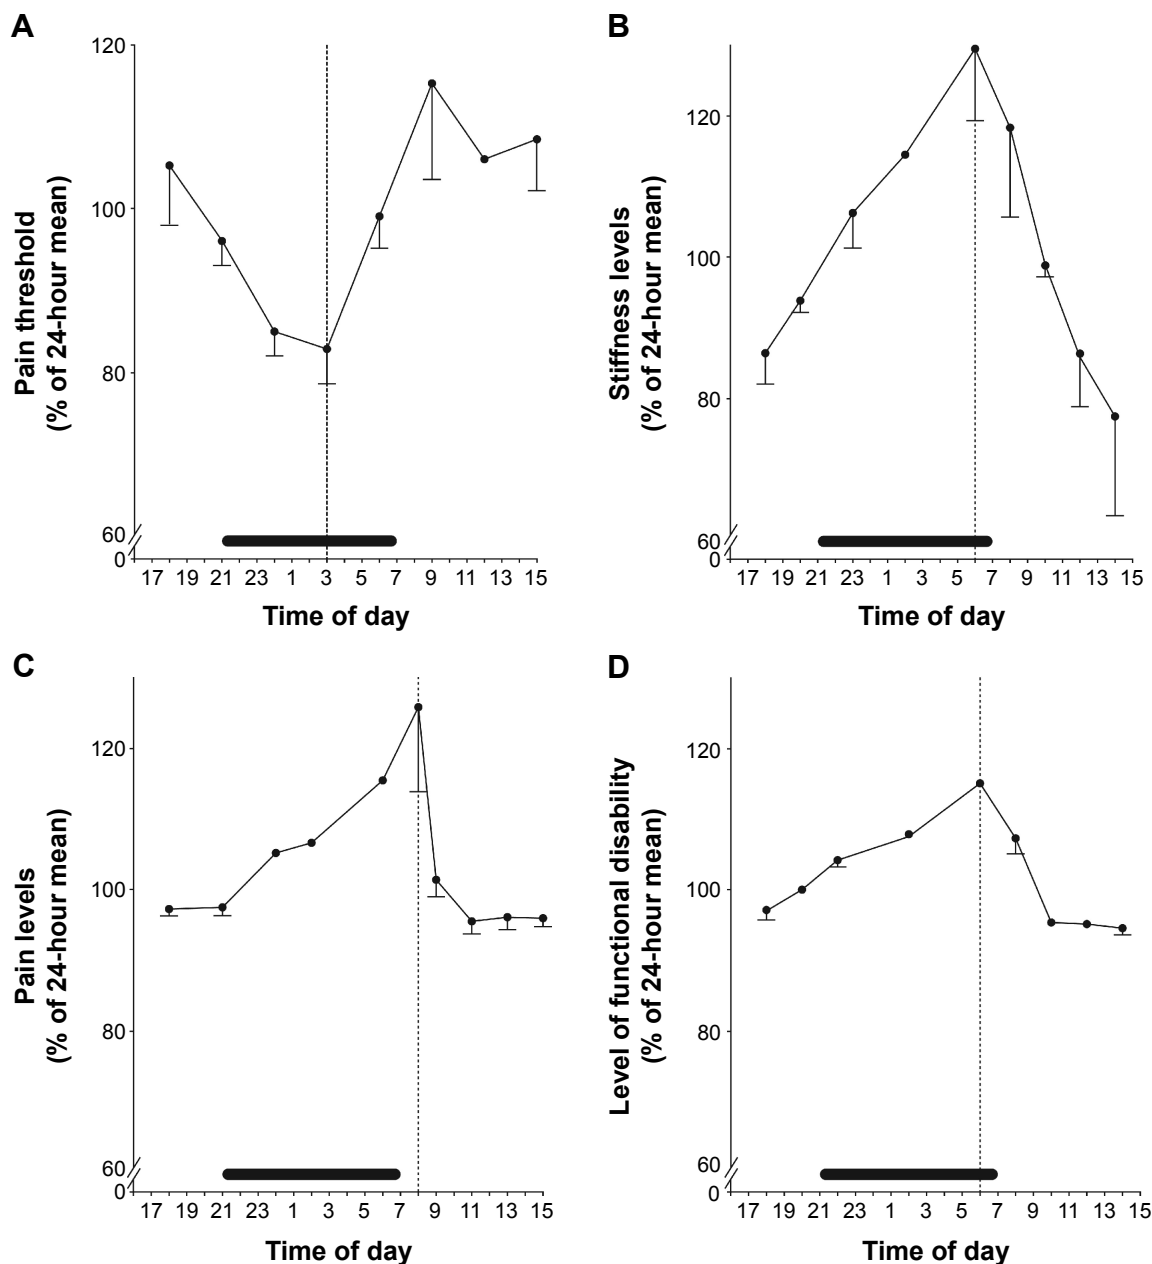 A
Pain threshold
(% of 24-hour mean)
120
100
80
60
0
17 19 21 23 1 3 5 7 9 11 13 15
Time of day
B
Stiffness levels
(% of 24-hour mean)
120
100
80
60
0
17 19 21 23 1 3 5 7 9 11 13 15
Time of day
C
Pain levels
(% of 24-hour mean)
120
100
80
60
0
17 19 21 23 1 3 5 7 9 11 13 15
Time of day
D
Level of functional disability
(% of 24-hour mean)
120
100
80
60
0
17 19 21 23 1 3 5 7 9 11 13 15
Time of day